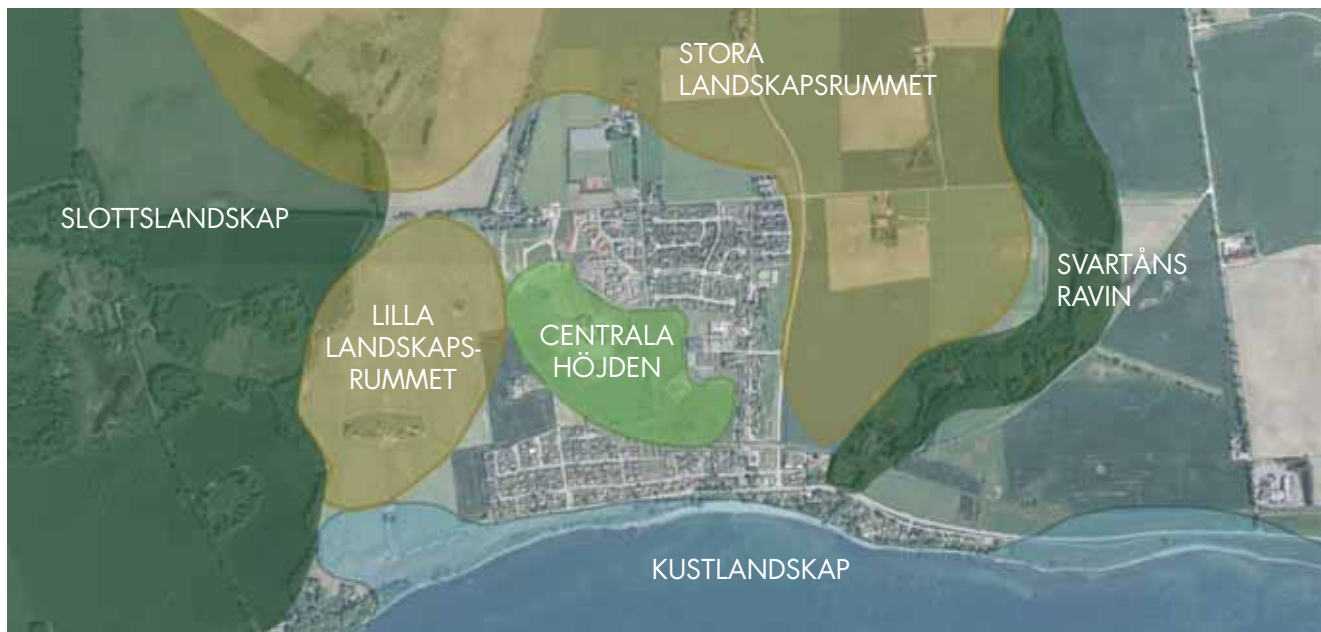 STORA
LANDSKAPSRUMMET
SLOTTSLANDSKAP
SVARTÅNS
RAVIN
LILLA
LANDSKAPS-
RUMMET
CENTRALA
HÖJDEN
KUSTLANDSKAP